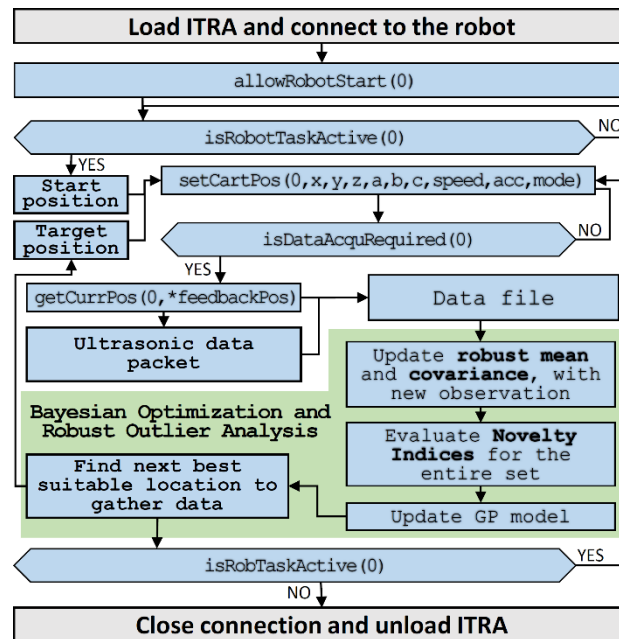 Load ITRA and connect to the robot
allowRobotStart(0)
isRobotTaskActive(0)
NO
YES
Start
position
setCartPos(0,x,y,z,a,b,c,speed,acc,mode)
Target
position
isDataAcquRequired(0)
NO
YES
getCurrPos(0,*feedbackPos)
Data file
Ultrasonic data
packet
Update robust mean
and covariance, with
new observation
Bayesian Optimization and
Robust Outlier Analysis
Evaluate Novelty
Indices for the
entire set
Find next best
suitable location to
gather data
Update GP model
isRobTaskActive(0)
YES
NO
Close connection and unload ITRA